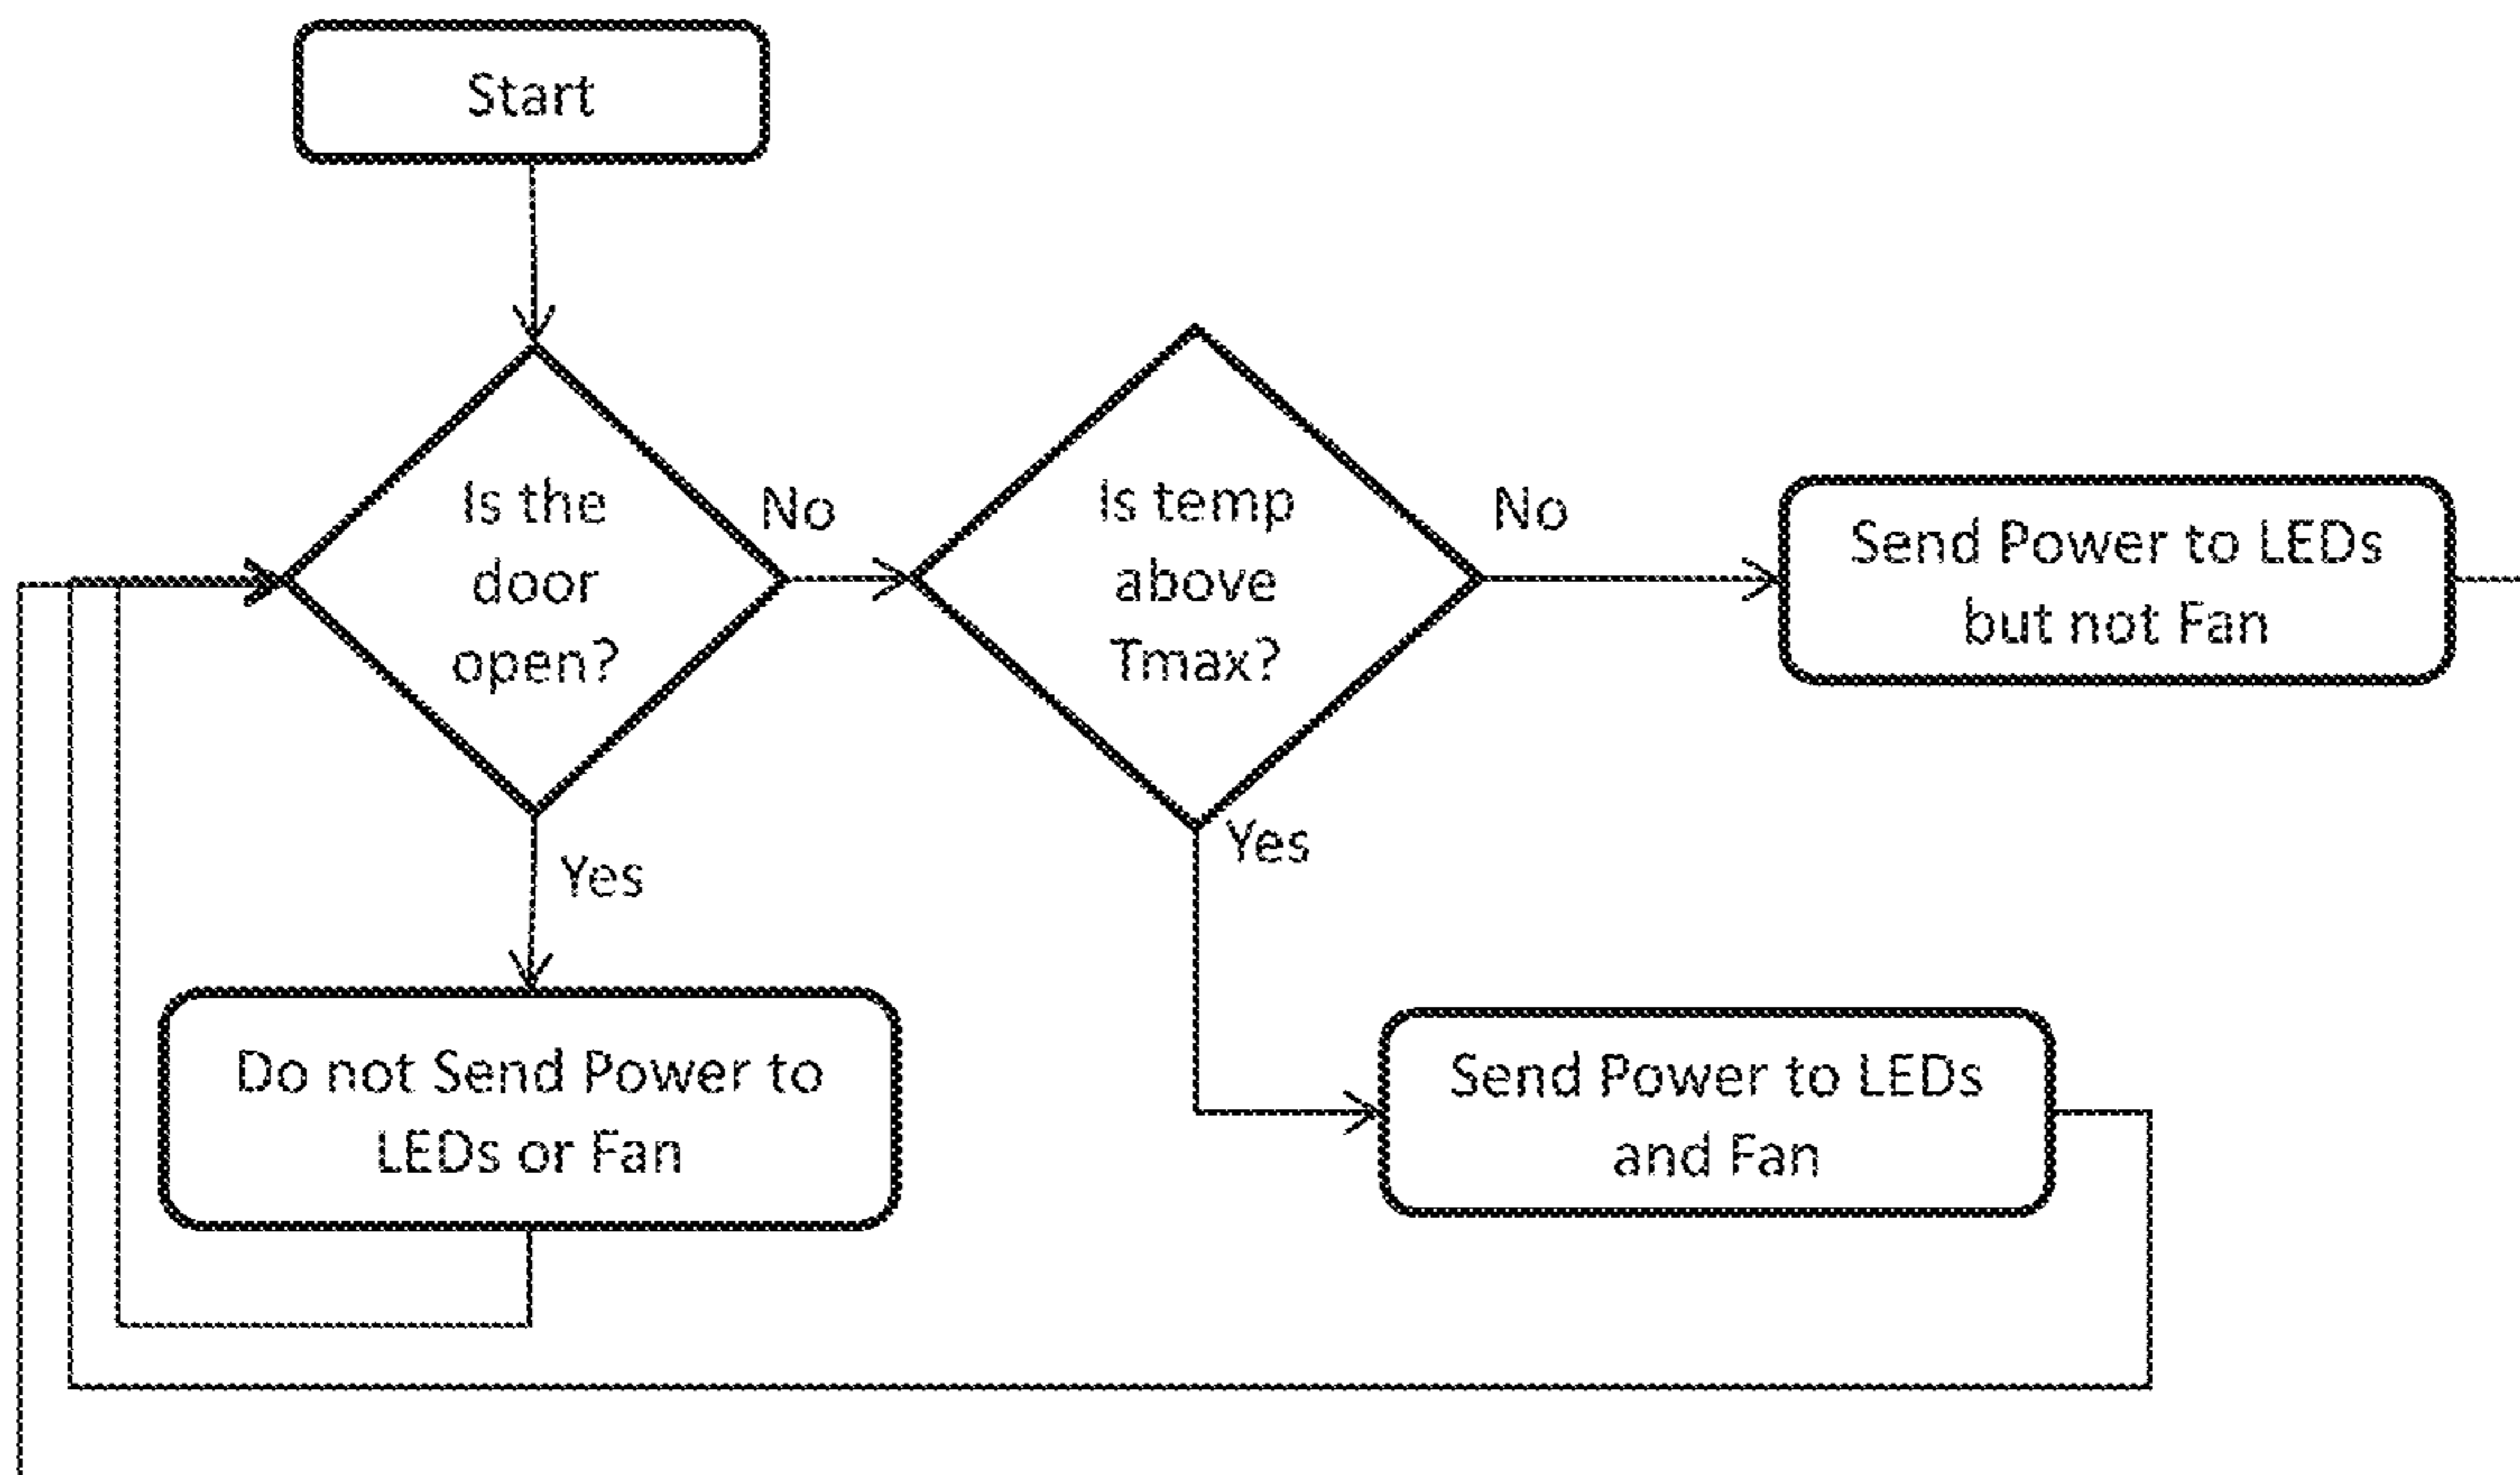 Start
Is the
door
open?
No
Is temp
above
Tmax?
No
Send Power to LEDs
but not Fan
Yes
Yes
Do not Send Power to
LEDs or Fan
Send Power to LEDs
and Fan